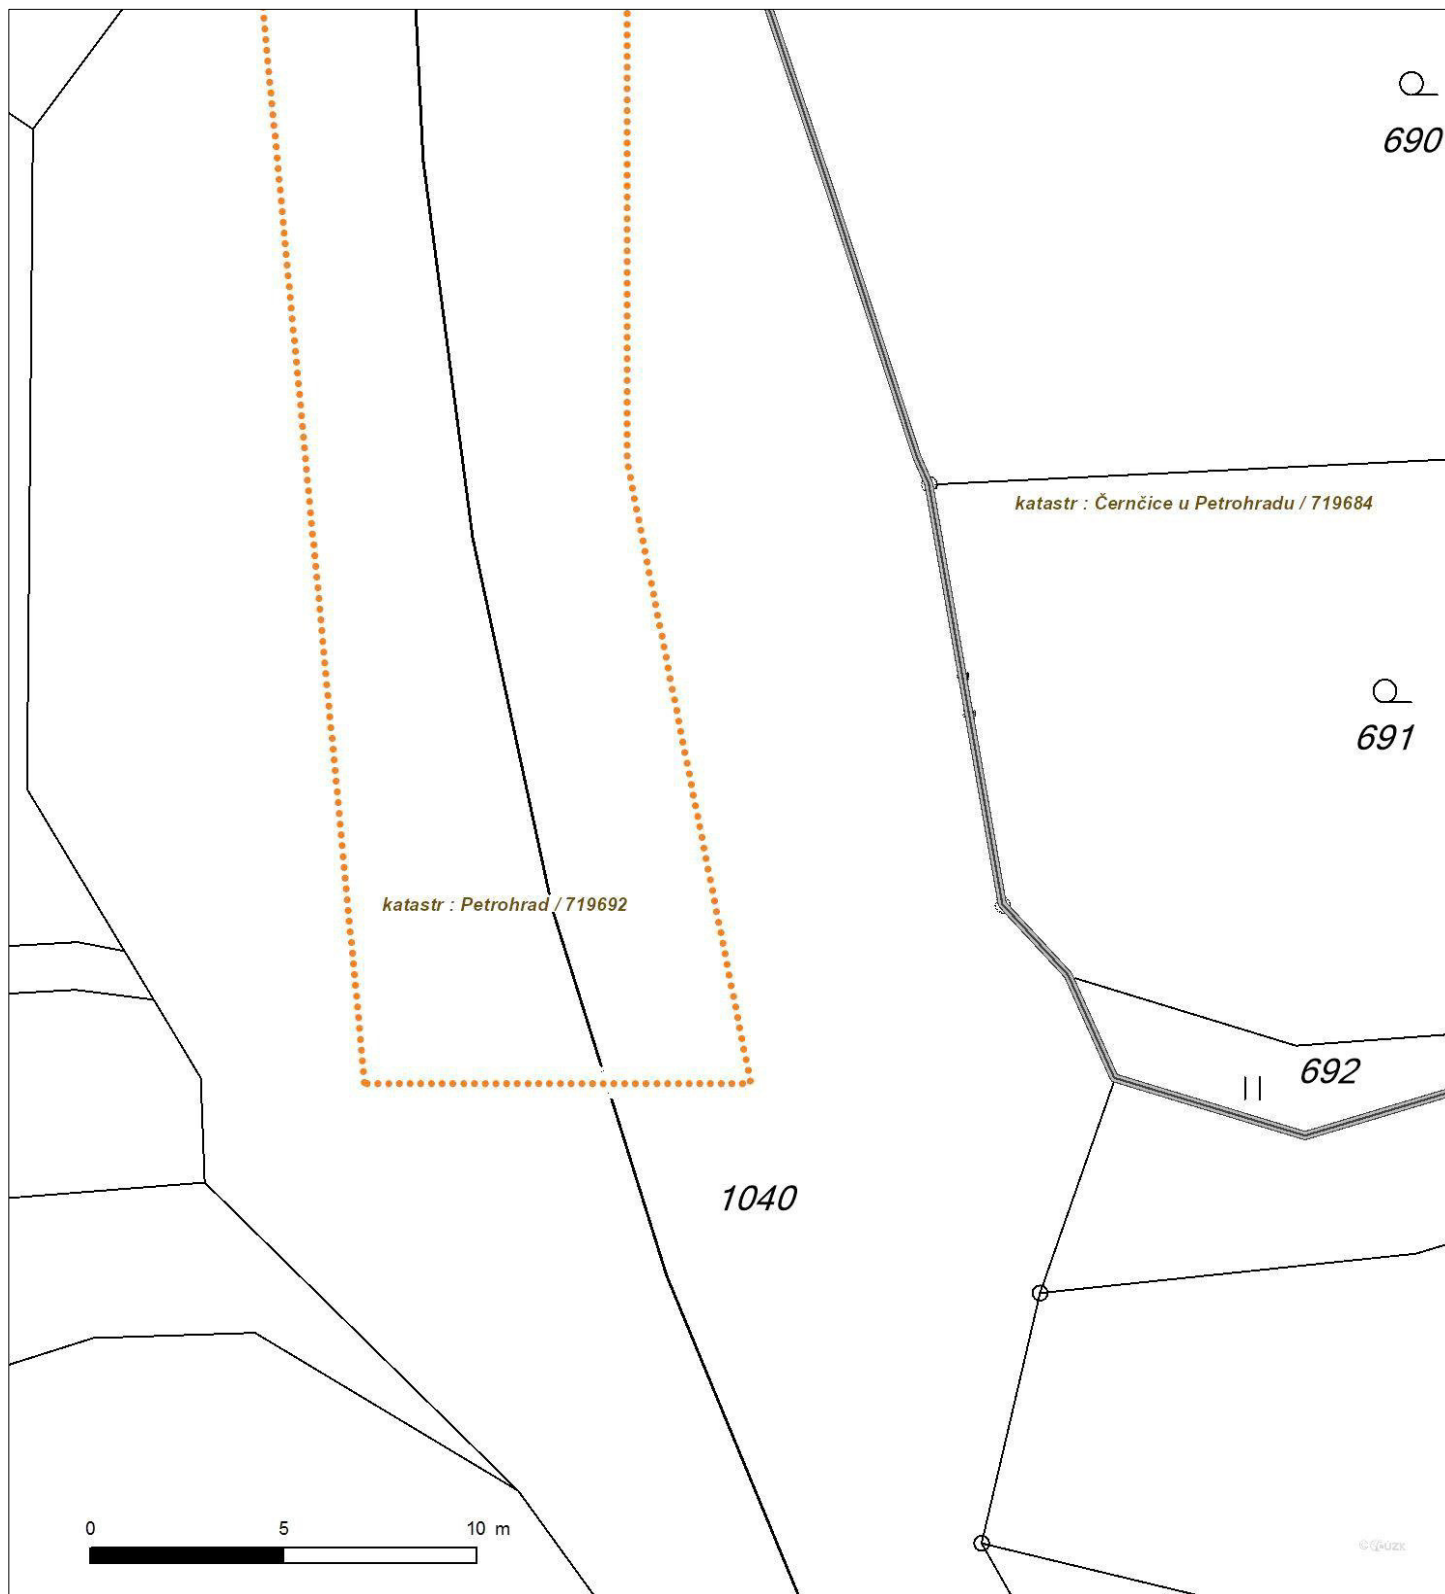 690
katastr : Černčice u Petrohradu / 719684
691
katastr : Petrohrad / 719692
692
1040
0 5 10 m